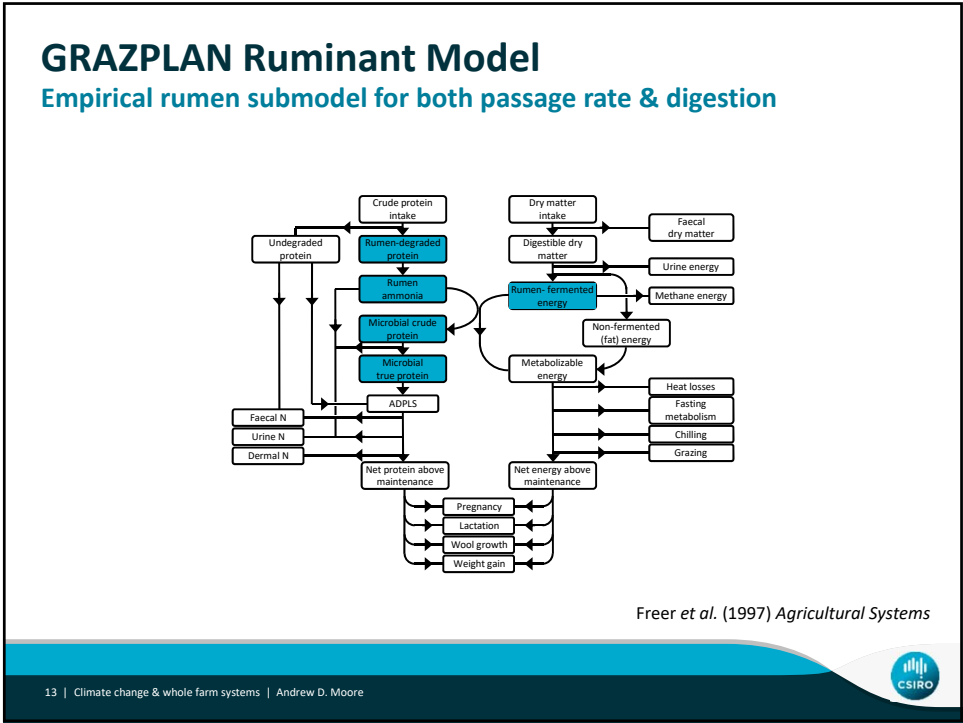 GRAZPLAN Ruminant Model
Empirical rumen submodel for both passage rate & digestion
Crude protein
intake
Dry matter
intake
Faecal
dry matter
Undegraded
protein
Rumen-degraded
protein
Digestible dry
matter
Urine energy
Rumen
ammonia
Rumen- fermented
energy
Methane energy
Microbial crude
protein
Non-fermented
(fat) energy
Microbial
true protein
Metabolizable
energy
Heat losses
ADPLS
Fasting
metabolism
Faecal N
Urine N
Chilling
Dermal N
Grazing
Net protein above
maintenance
Net energy above
maintenance
Pregnancy
Lactation
Wool growth
Weight gain
Freer et al. (1997) Agricultural Systems
13 | Climate change & whole farm systems | Andrew D. Moore
CSIRO